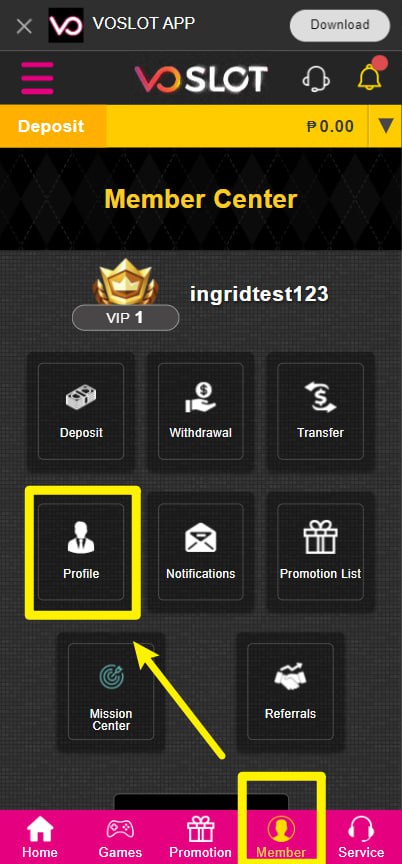 VOSLOT APP
Download
VOSLOT
Deposit
₱0.00
Member Center
VIP 1
ingridtest123
Deposit
Withdrawal
Transfer
Profile
Notifications
Promotion List
Mission
Center
Referrals
Home
Games
Promotion
Member
Service